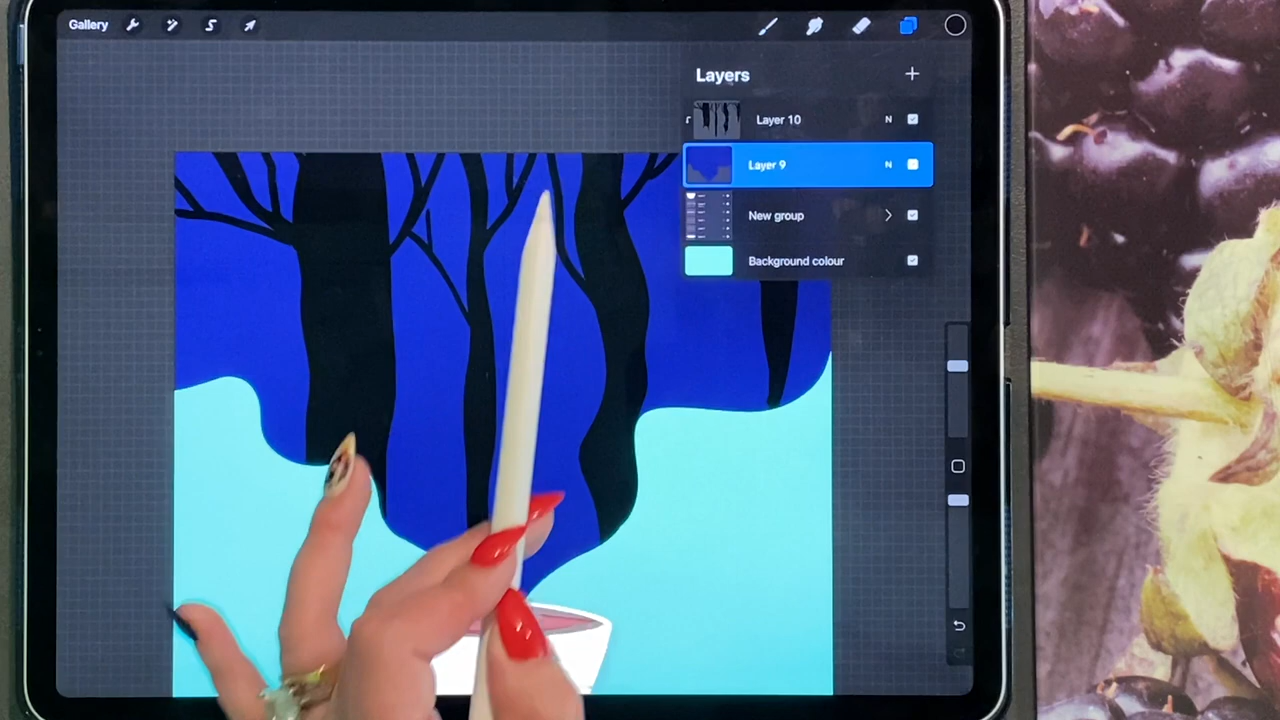 Gallery
Layers
Layer 10 N
Layer 9 N
New group
Background colour